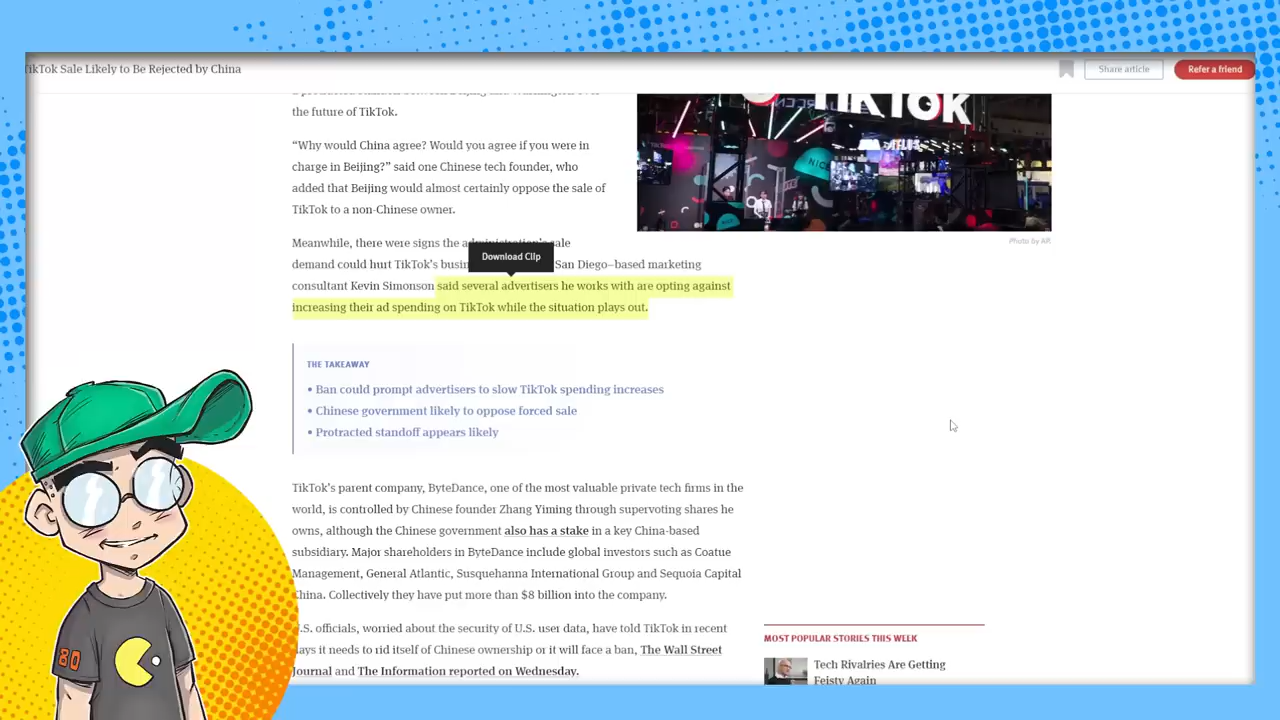 TikTok Sale Likely to Be Rejected by China
Share article
Refer a friend
the future of TikTok.
“Why would China agree? Would you agree if you were in
charge in Beijing?” said one Chinese tech founder, who
added that Beijing would almost certainly oppose the sale of
TikTok to a non-Chinese owner.
TikTok
Photo by AP.
Meanwhile, there were signs the administration’s sale
demand could hurt TikTok’s San Diego–based marketing
Download Clip
consultant Kevin Simonson said several advertisers he works with are opting against
increasing their ad spending on TikTok while the situation plays out.
THE TAKEAWAY
• Ban could prompt advertisers to slow TikTok spending increases
• Chinese government likely to oppose forced sale
• Protracted standoff appears likely
TikTok’s parent company, ByteDance, one of the most valuable private tech firms in the
world, is controlled by Chinese founder Zhang Yiming through supervoting shares he
owns, although the Chinese government also has a stake in a key China-based
subsidiary. Major shareholders in ByteDance include global investors such as Coatue
Management, General Atlantic, Susquehanna International Group and Sequoia Capital
China. Collectively they have put more than $8 billion into the company.
U.S. officials, worried about the security of U.S. user data, have told TikTok in recent
days it needs to rid itself of Chinese ownership or it will face a ban, The Wall Street
Journal and The Information reported on Wednesday.
MOST POPULAR STORIES THIS WEEK
Tech Rivalries Are Getting
Feisty Again
80